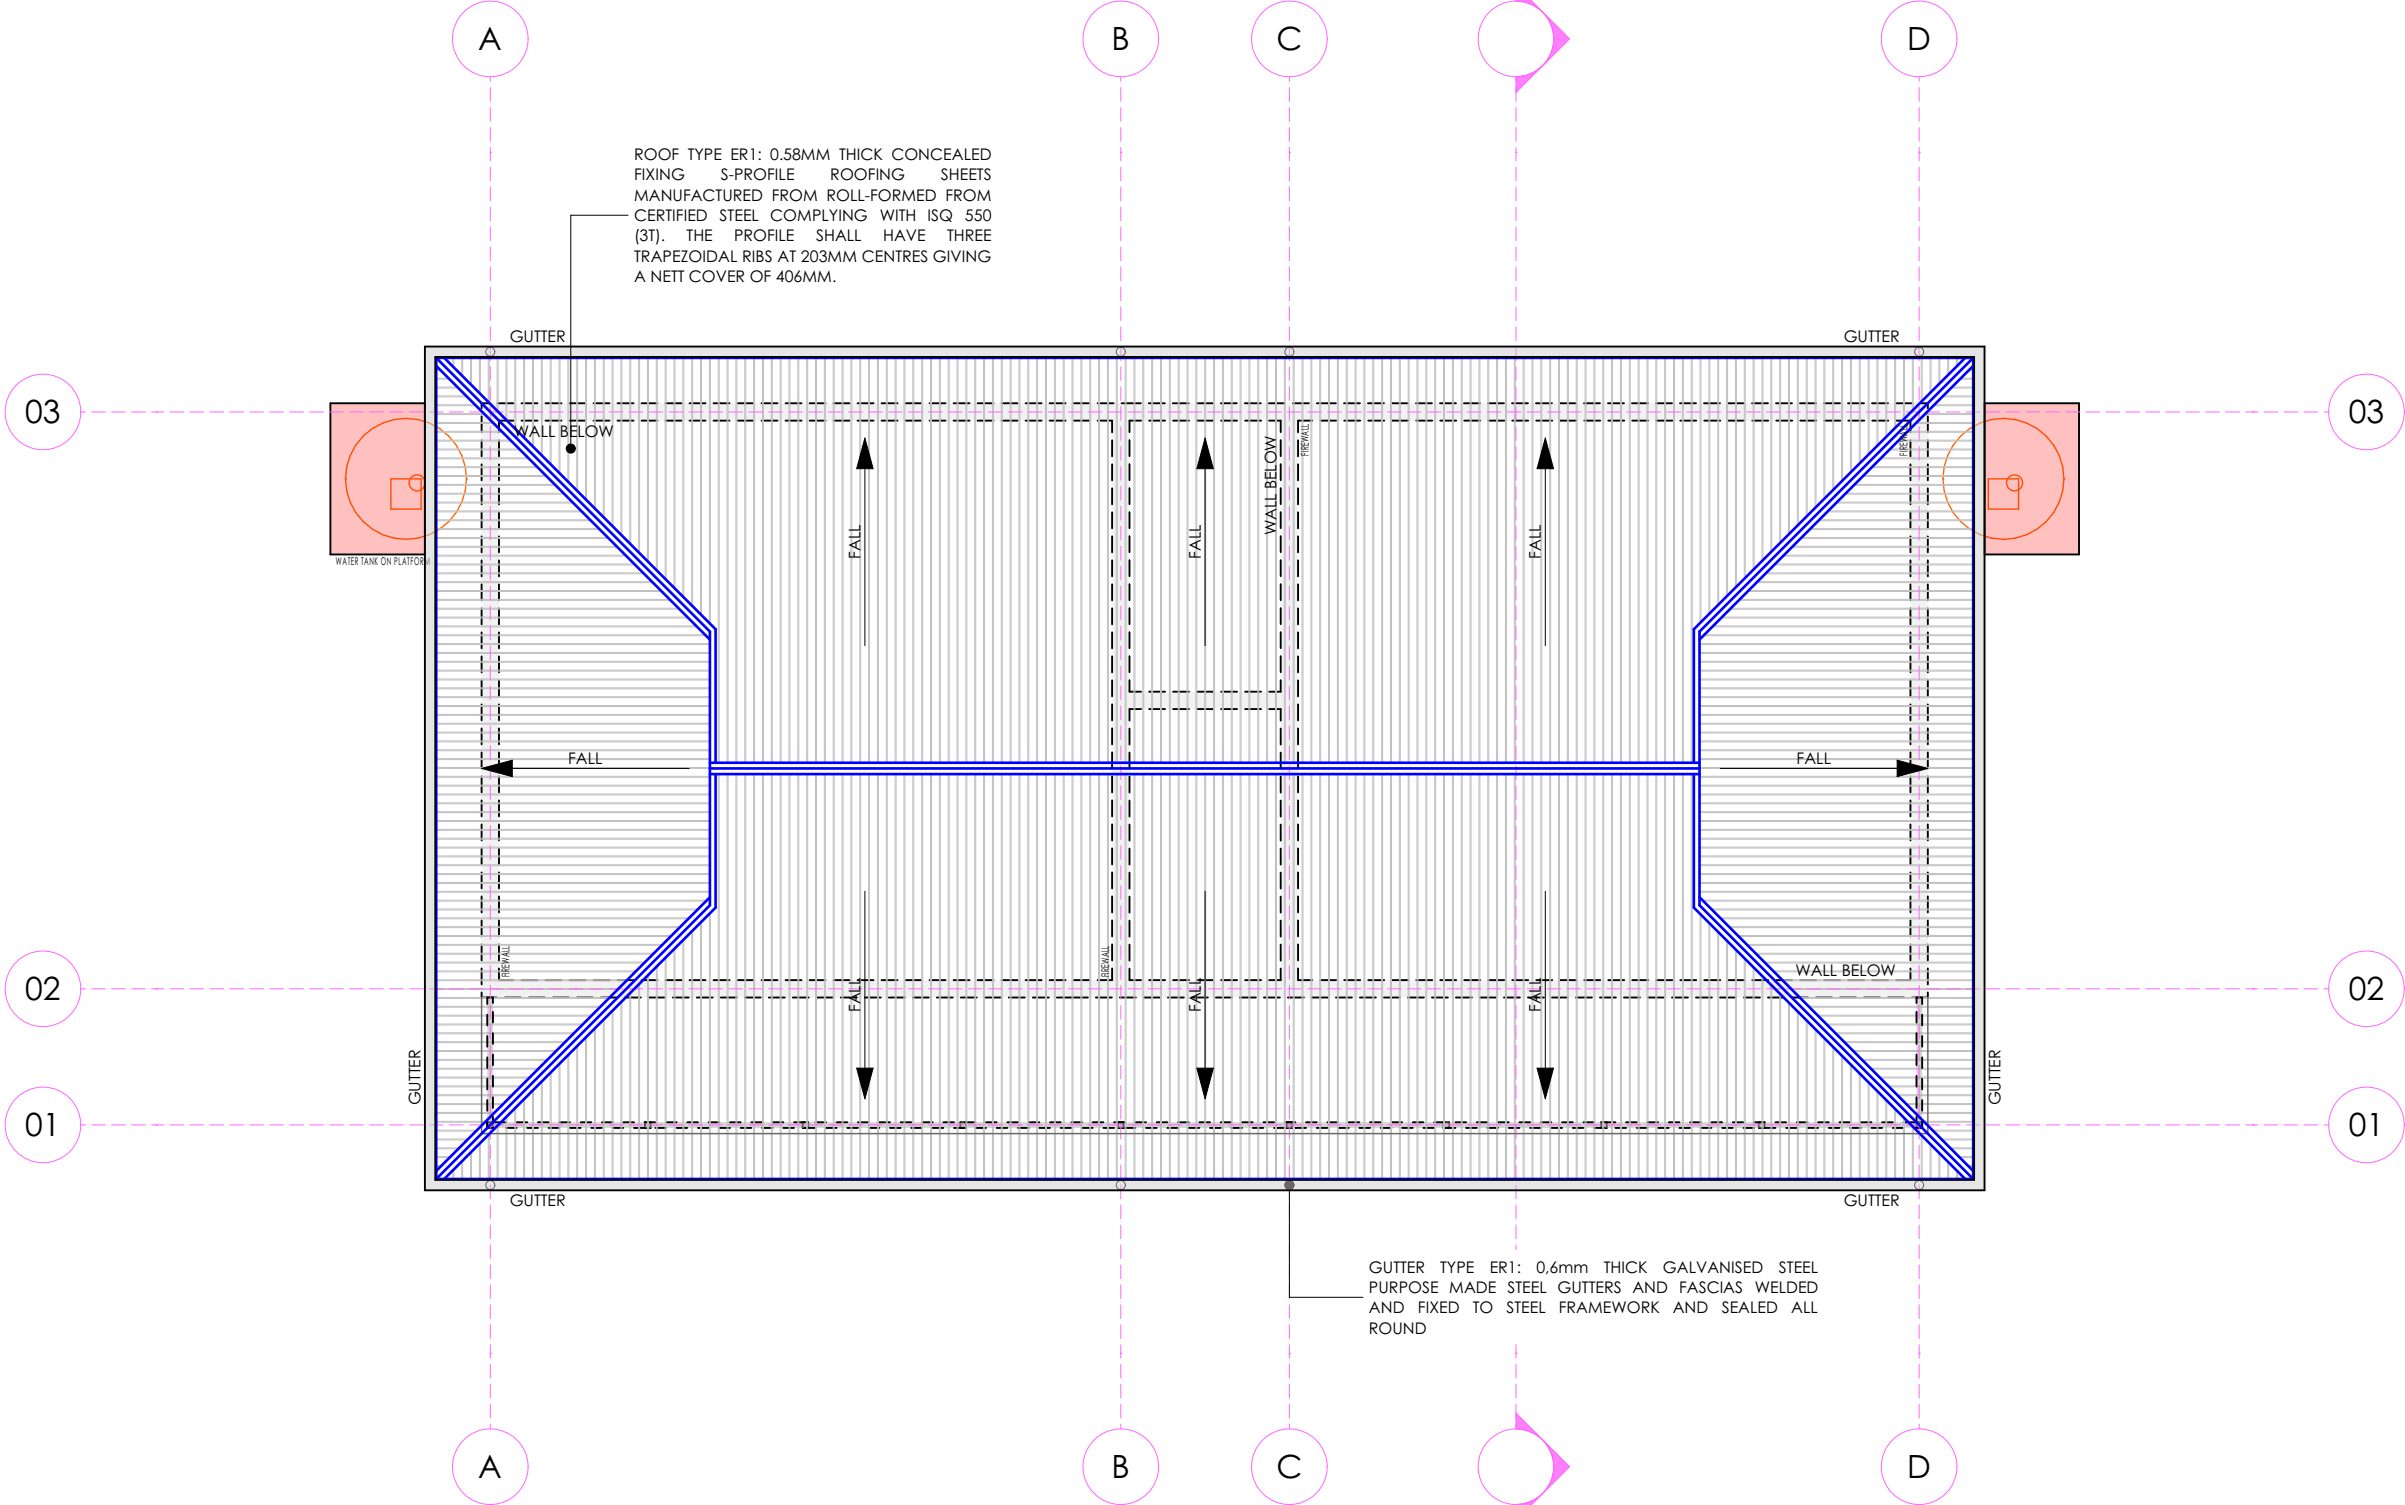 A
B
C
D
ROOF TYPE ER1: 0.58MM THICK CONCEALED
FIXING S-PROFILE ROOFING SHEETS
MANUFACTURED FROM ROLL-FORMED FROM
CERTIFIED STEEL COMPLYING WITH ISQ 550
(3T). THE PROFILE SHALL HAVE THREE
TRAPEZOIDAL RIBS AT 203MM CENTRES GIVING
A NETT COVER OF 406MM.
GUTTER
GUTTER
03
03
WALL BELOW
WALL BELOW
FIREWALL
FIREWALL
FALL
FALL
FALL
WATER TANK ON PLATFORM
FALL
FALL
FIREWALL
FIREWALL
WALL BELOW
02
02
FALL
FALL
FALL
GUTTER
GUTTER
01
01
GUTTER
GUTTER
GUTTER TYPE ER1: 0,6mm THICK GALVANISED STEEL
PURPOSE MADE STEEL GUTTERS AND FASCIAS WELDED
AND FIXED TO STEEL FRAMEWORK AND SEALED ALL
ROUND
A
B
C
D